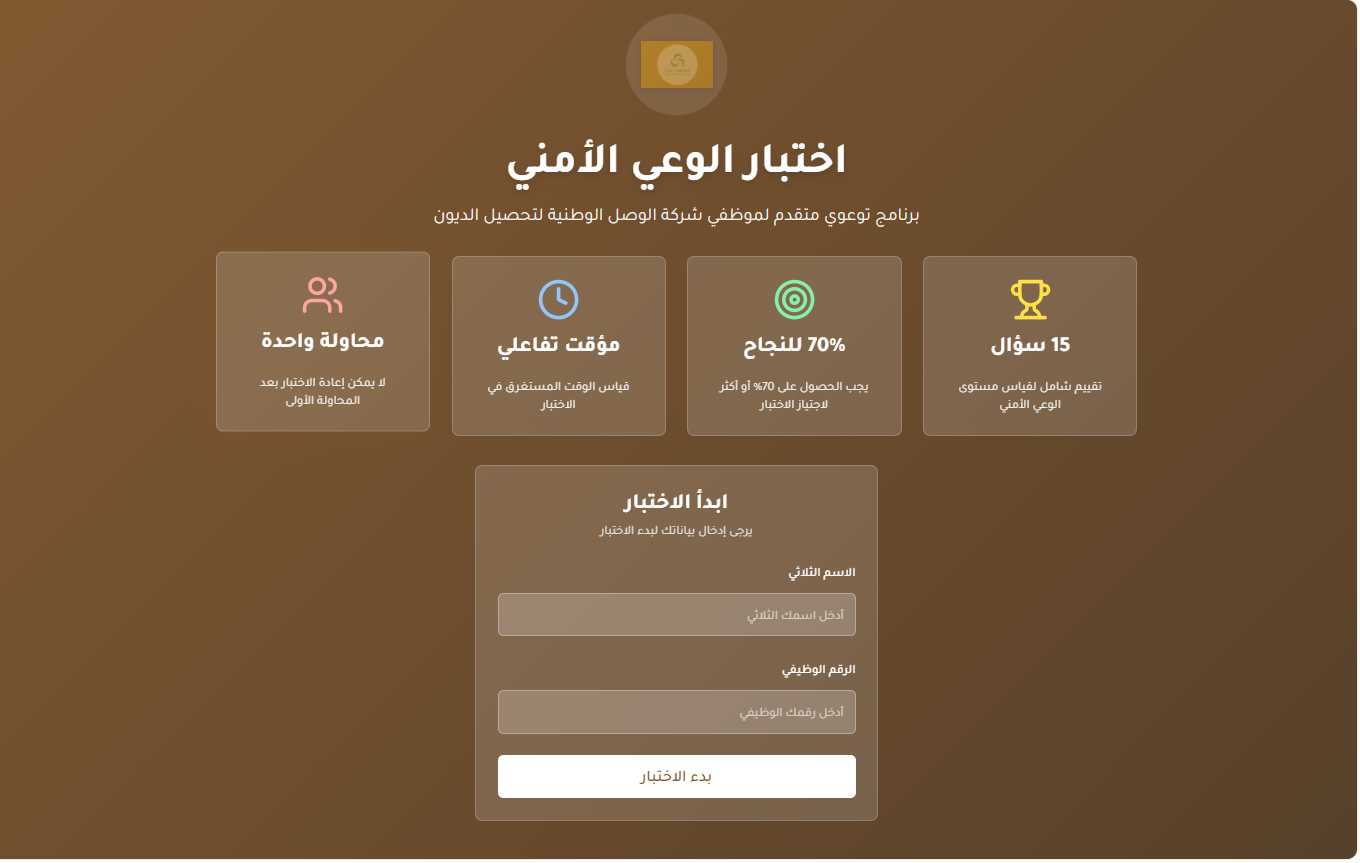 اختبار الوعي الأمني
برنامج توعوي متقدم لموظفي شركة الوصل الوطنية لتحصيل الديون
15 سؤال
تقييم شامل لقياس مستوى
الوعي الأمني
70% للنجاح
يجب الحصول على 70% أو أكثر
لاجتياز الاختبار
مؤقت تفاعلي
قياس الوقت المستغرق في
الاختبار
محاولة واحدة
لا يمكن إعادة الاختبار بعد
المحاولة الأولى
ابدأ الاختبار
يرجى إدخال بياناتك لبدء الاختبار
الاسم الثلاثي
أدخل اسمك الثلاثي
الرقم الوظيفي
أدخل رقمك الوظيفي
بدء الاختبار